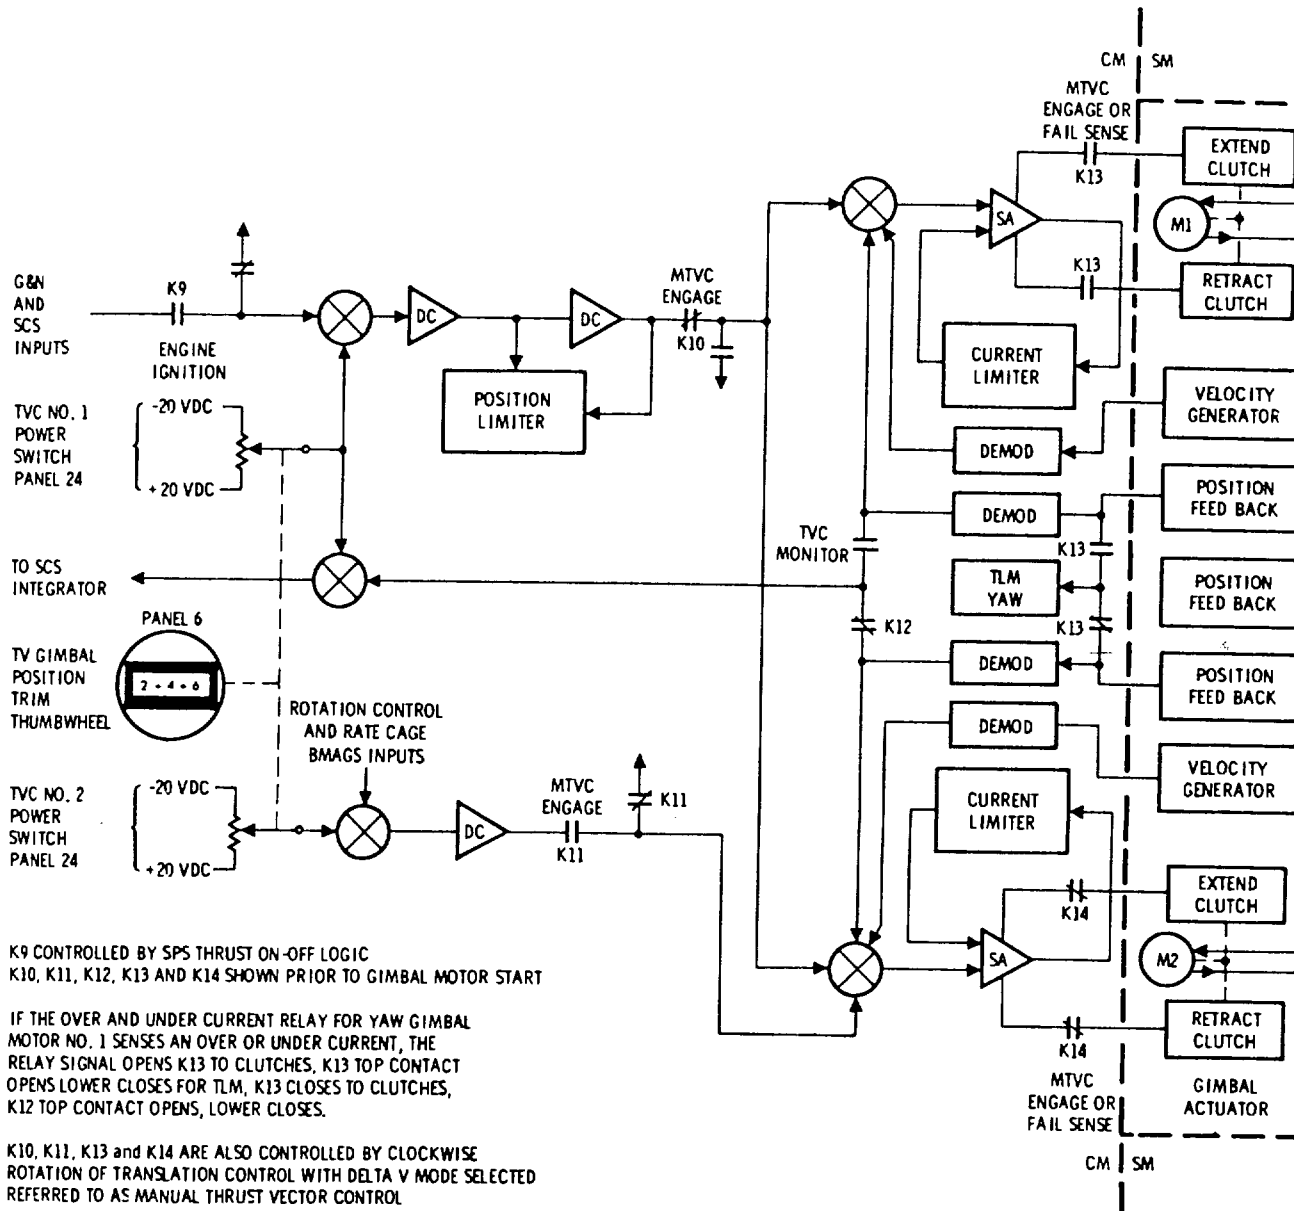 CM SM
MTVC
ENGAGE OR
FAIL SENSE
K13
EXTEND
CLUTCH
SA
M1
K13
RETRACT
CLUTCH
G&N
AND
SCS
INPUTS
K9
ENGINE
IGNITION
DC
DC
MTVC
ENGAGE
K10
POSITION
LIMITER
CURRENT
LIMITER
TVC NO. 1
POWER
SWITCH
PANEL 24
-20 VDC
+20 VDC
VELOCITY
GENERATOR
DEMOD
POSITION
FEED BACK
DEMOD
TVC
MONITOR
K13
TO SCS
INTEGRATOR
TLM
YAW
POSITION
FEED BACK
K12
K13
PANEL 6
TV GIMBAL
POSITION
TRIM
THUMBWHEEL
2 + 4 + 6
DEMOD
POSITION
FEED BACK
ROTATION CONTROL
AND RATE CAGE
BMAGS INPUTS
DEMOD
VELOCITY
GENERATOR
TVC NO. 2
POWER
SWITCH
PANEL 24
-20 VDC
+20 VDC
DC
MTVC
ENGAGE
K11
K11
CURRENT
LIMITER
K14
EXTEND
CLUTCH
SA
M2
K14
RETRACT
CLUTCH
MTVC
ENGAGE OR
FAIL SENSE
GIMBAL
ACTUATOR
CM SM
K9 CONTROLLED BY SPS THRUST ON-OFF LOGIC
K10, K11, K12, K13 AND K14 SHOWN PRIOR TO GIMBAL MOTOR START
IF THE OVER AND UNDER CURRENT RELAY FOR YAW GIMBAL
MOTOR NO. 1 SENSES AN OVER OR UNDER CURRENT, THE
RELAY SIGNAL OPENS K13 TO CLUTCHES, K13 TOP CONTACT
OPENS LOWER CLOSES FOR TLM, K13 CLOSES TO CLUTCHES,
K12 TOP CONTACT OPENS, LOWER CLOSES.
K10, K11, K13 and K14 ARE ALSO CONTROLLED BY CLOCKWISE
ROTATION OF TRANSLATION CONTROL WITH DELTA V MODE SELECTED
REFERRED TO AS MANUAL THRUST VECTOR CONTROL